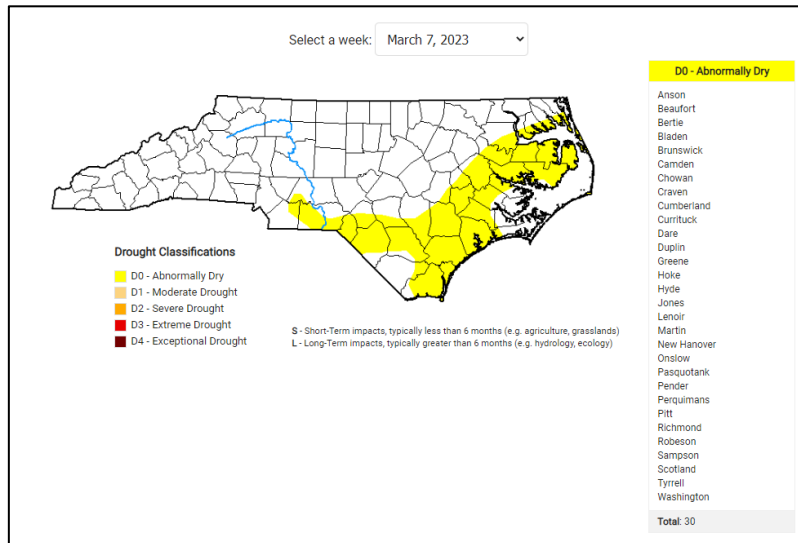 Select a week: March 7, 2023
D0 - Abnormally Dry
Anson
Beaufort
Bertie
Bladen
Brunswick
Camden
Chowan
Craven
Cumberland
Currituck
Dare
Duplin
Greene
Hoke
Hyde
Jones
Lenoir
Martin
New Hanover
Onslow
Pasquotank
Pender
Perquimans
Pitt
Richmond
Robeson
Sampson
Scotland
Tyrrell
Washington
Total: 30
Drought Classifications
D0 - Abnormally Dry
D1 - Moderate Drought
D2 - Severe Drought
D3 - Extreme Drought
D4 - Exceptional Drought
S - Short-Term impacts, typically less than 6 months (e.g. agriculture, grasslands)
L - Long-Term impacts, typically greater than 6 months (e.g. hydrology, ecology)